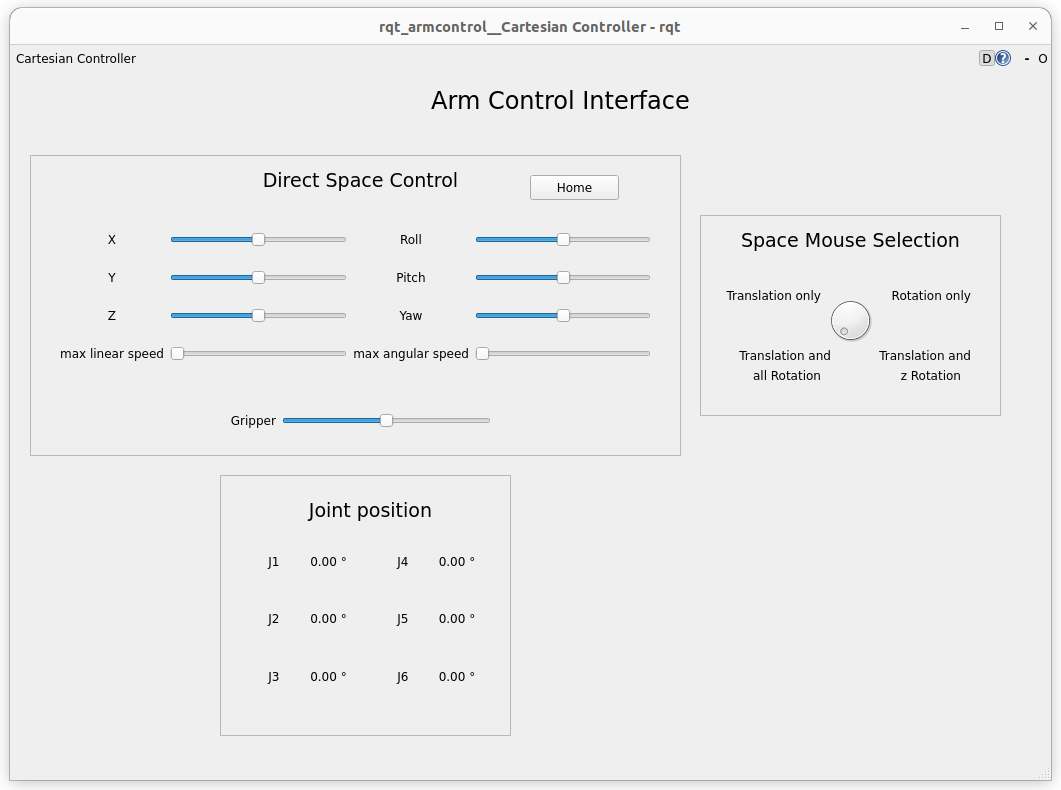 rqt_armcontrol__Cartesian Controller - rqt
Cartesian Controller
D ? - O
Arm Control Interface
Direct Space Control
Home
X
Roll
Y
Pitch
Z
Yaw
max linear speed
max angular speed
Gripper
Space Mouse Selection
Translation only
Rotation only
Translation and
all Rotation
Translation and
z Rotation
Joint position
J1 0.00 ° J4 0.00 °
J2 0.00 ° J5 0.00 °
J3 0.00 ° J6 0.00 °